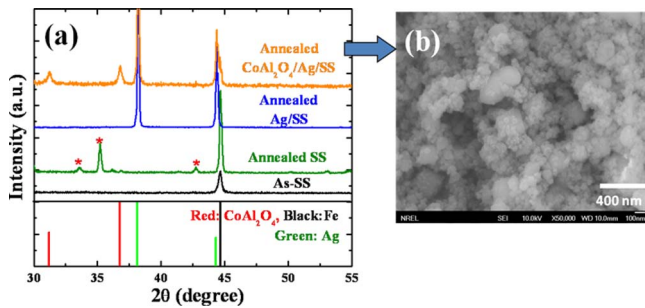 (a)
Annealed
CoAl₂O₄/Ag/SS
Annealed
Ag/SS
Annealed SS
* * *
As-SS
Red: CoAl₂O₄, Black:Fe
Green: Ag
30 35 40 45 50 55
2θ (degree)
Intensity (a.u.)
(b)
400 nm
NREL SEI 10.0kV X50,000 WD 10.0mm 100nm